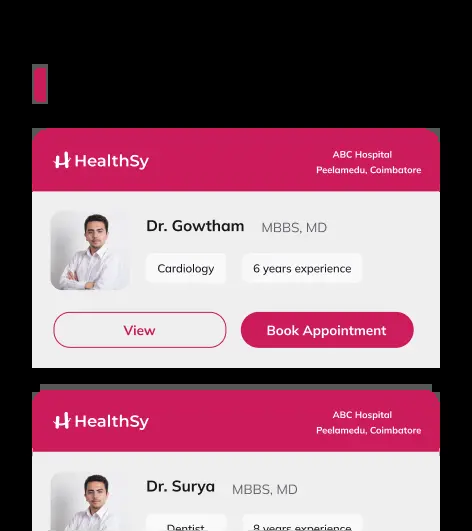 HealthSy
ABC Hospital
Peelamedu, Coimbatore
Dr. Gowtham MBBS, MD
Cardiology 6 years experience
View Book Appointment
HealthSy
ABC Hospital
Peelamedu, Coimbatore
Dr. Surya MBBS, MD
Dentist 8 years experience